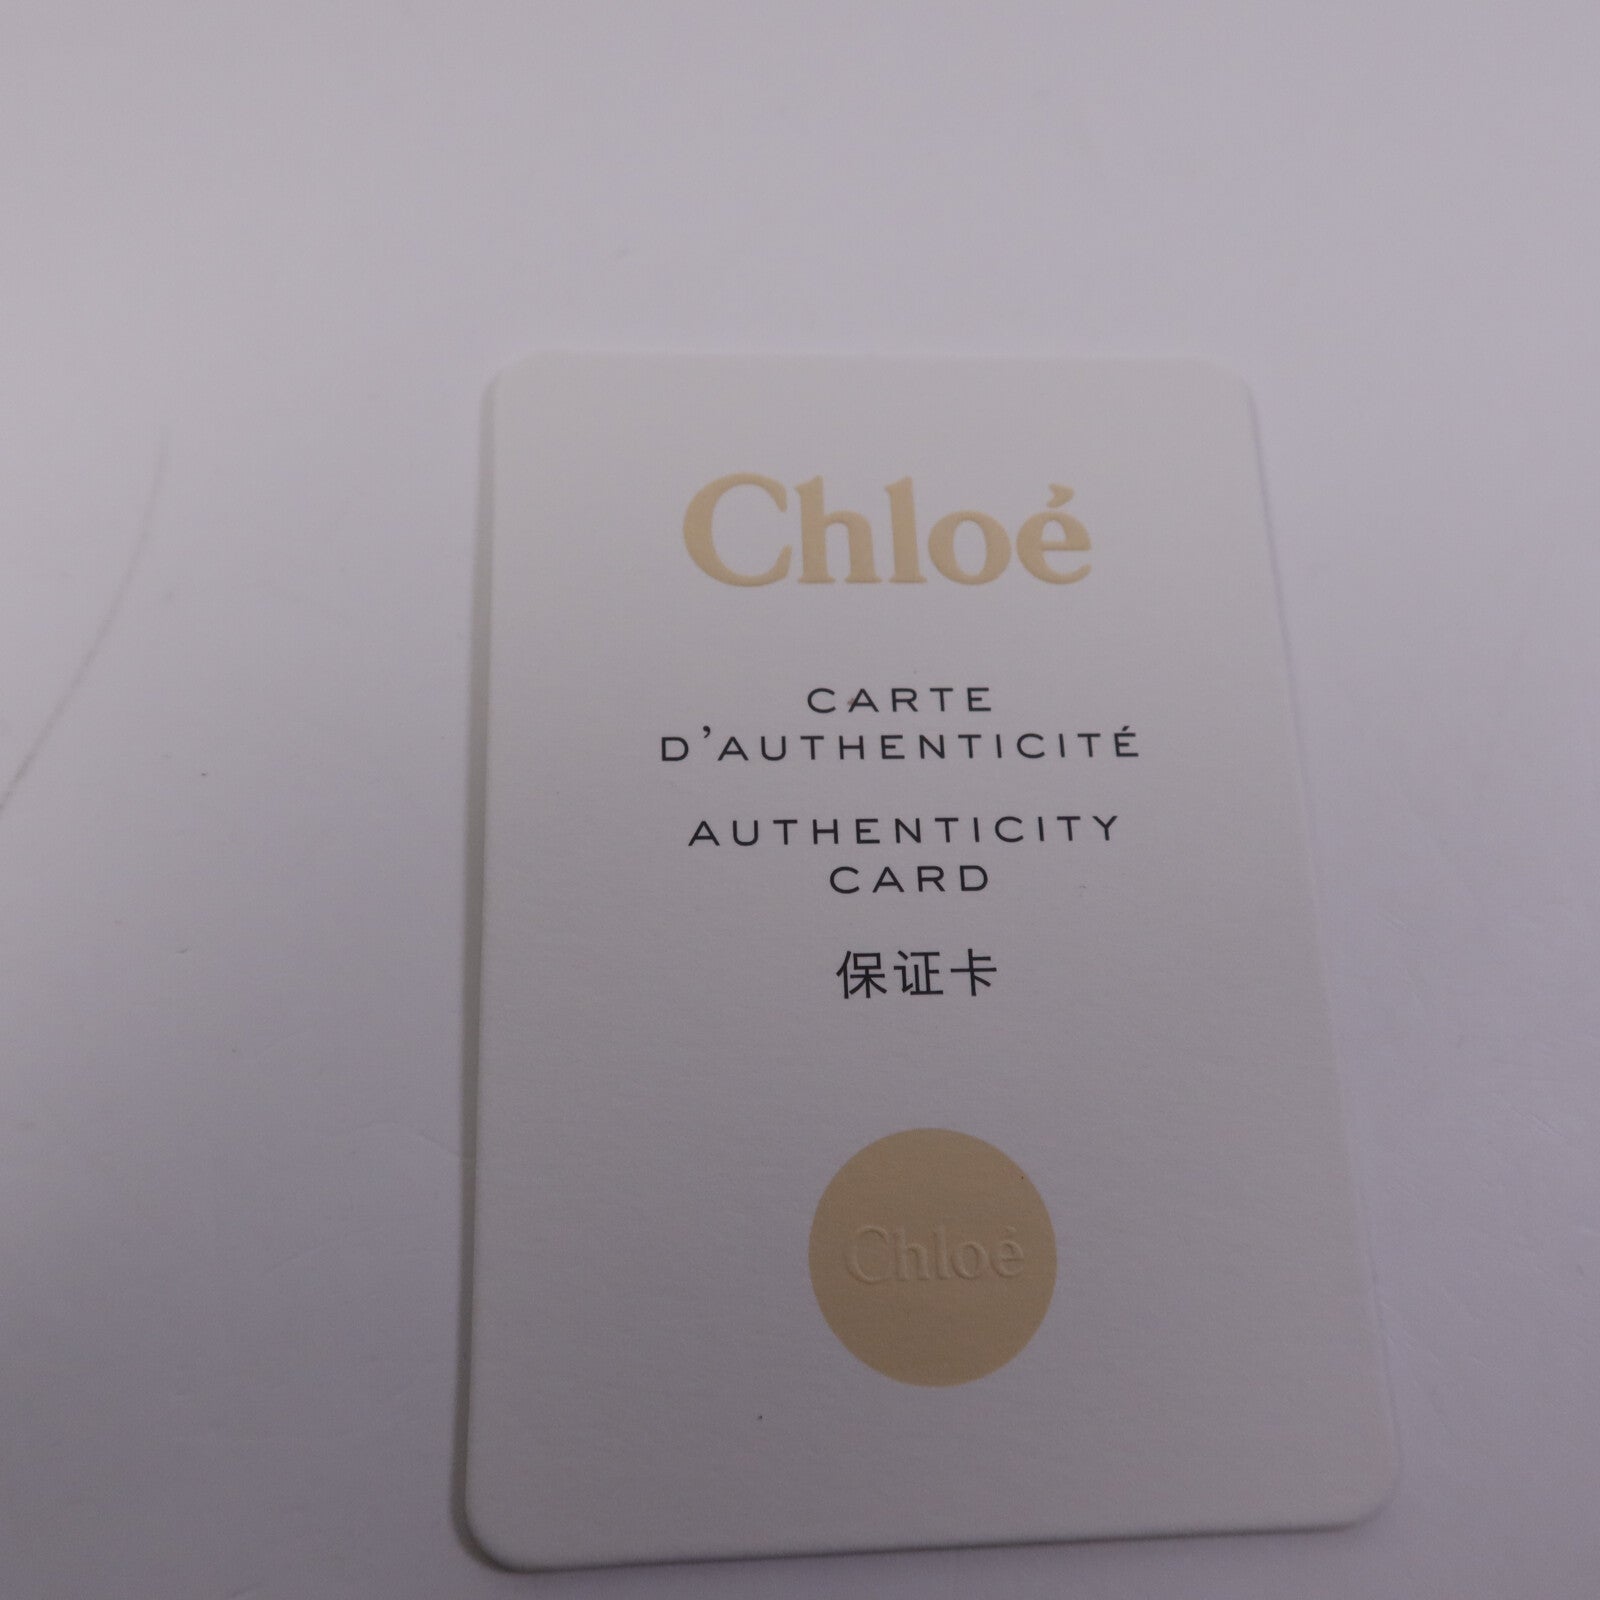 Chloé
CARTE
D'AUTHENTICITÉ
AUTHENTICITY
CARD
保证卡
Chloé